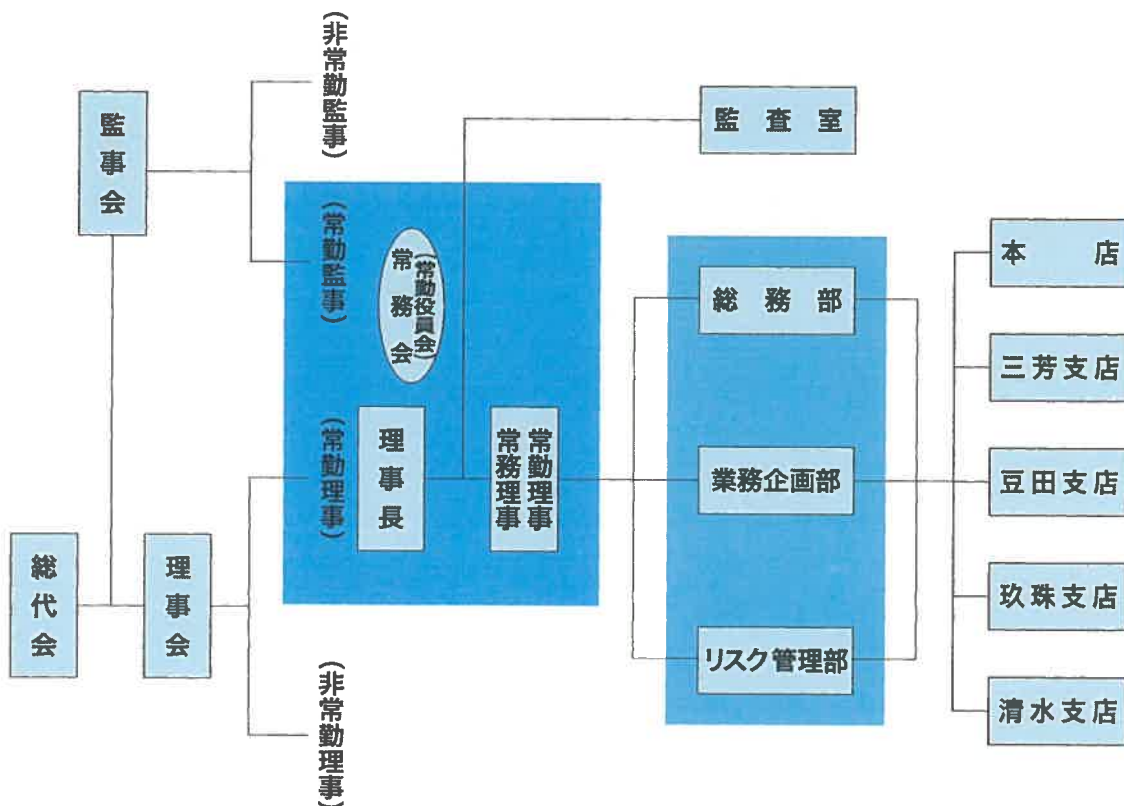 総代会
監事会
理事会
(非常勤監事)
(常勤監事)
(常勤理事)
(非常勤理事)
常務会
(常勤役員会)
理事長
常勤理事
常務理事
監査室
総務部
業務企画部
リスク管理部
本店
三芳支店
豆田支店
玖珠支店
清水支店